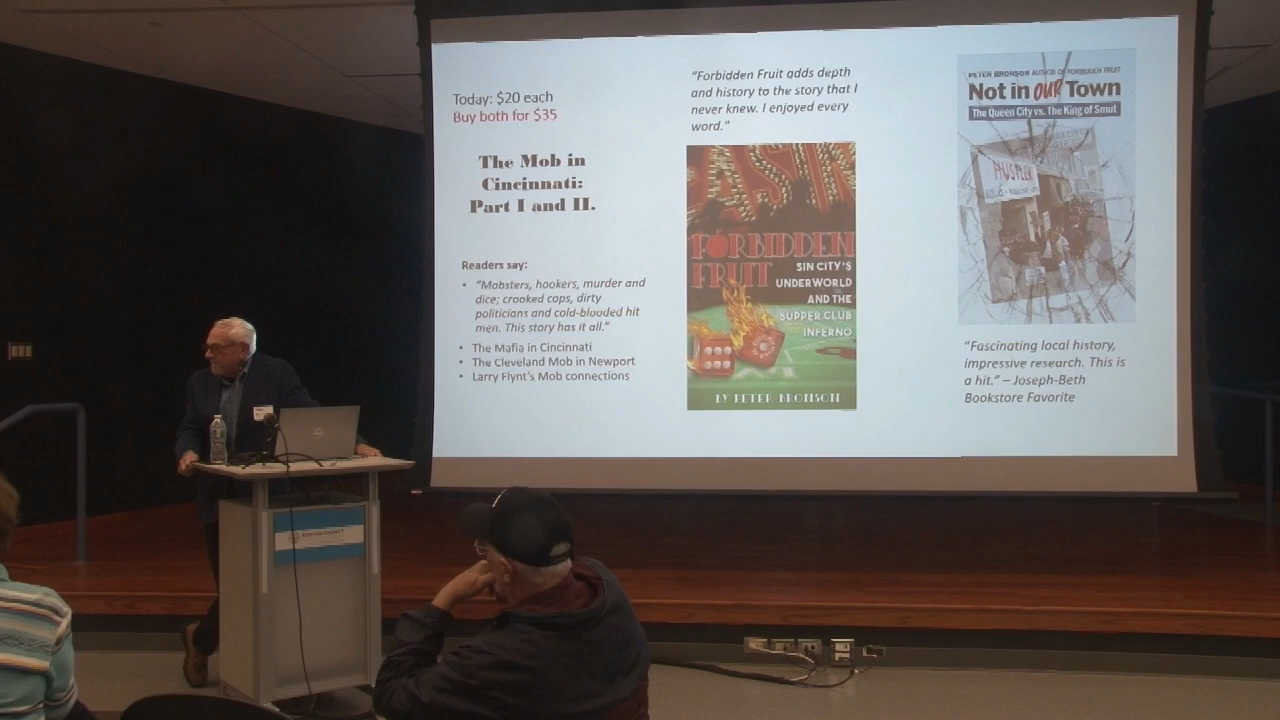 Today: $20 each
Buy both for $35
The Mob in
Cincinnati:
Part I and II.
Readers say:
• "Mobsters, hookers, murder and
dice; crooked cops, dirty
politicians and cold-blooded hit
men. This story has it all."
• The Mafia in Cincinnati
• The Cleveland Mob in Newport
• Larry Flynt's Mob connections
"Forbidden Fruit adds depth
and history to the story that I
never knew. I enjoyed every
word."
ASIN
FORBIDDEN
FRUIT
SIN CITY'S
UNDERWORLD
AND THE
SUPPER CLUB
INFERNO
BY PETER BRONSON
PETER BRONSON AUTHOR OF FORBIDDEN FRUIT
Not in OUR Town
The Queen City vs. The King of Smut
HUSTLER
"Fascinating local history,
impressive research. This is
a hit." – Joseph-Beth
Bookstore Favorite
DELL